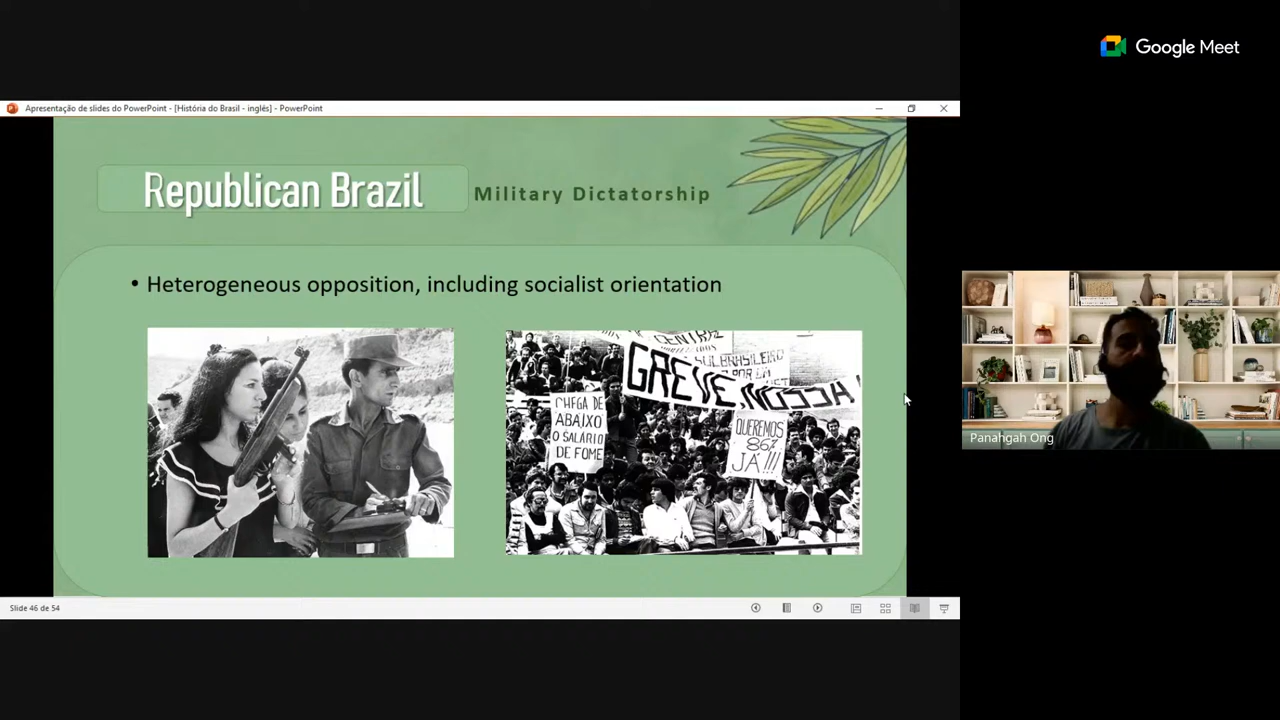 Google Meet
Apresentação de slides do PowerPoint - [História do Brasil - inglês] - PowerPoint
Republican Brazil
Military Dictatorship
• Heterogeneous opposition, including socialist orientation
GREVE NOSSA
CHEGA DE
ABAIXO
O SALÁRIO
DE FOME
QUEREMOS
86%
JÁ!!!
Panahgah Ong
Slide 46 de 54